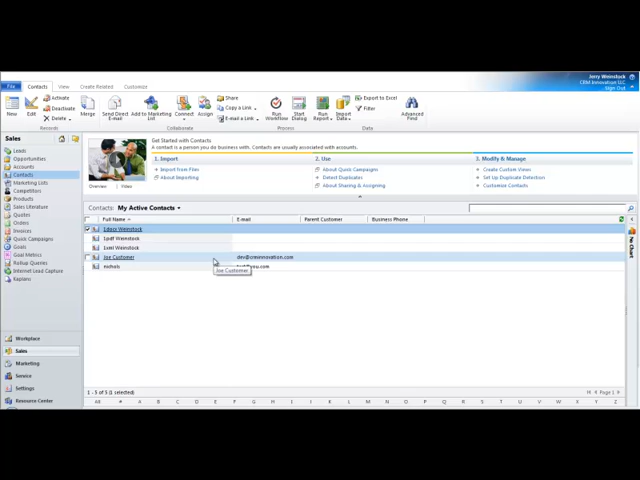 Jerry Weinstock
CRM Innovation LLC
Sign Out
File Contacts View Create Related Customize
New Edit Activate Deactivate Delete Merge
Send Direct E-mail Add to Marketing List Connect Assign
Share
Copy a Link
E-mail a Link
Run Workflow Start Dialog Run Report Import Data
Export to Excel
Filter
Advanced Find
Records Collaborate Process Data
Sales
Leads
Opportunities
Accounts
Contacts
Marketing Lists
Competitors
Products
Sales Literature
Quotes
Orders
Invoices
Quick Campaigns
Goals
Goal Metrics
Rollup Queries
Internet Lead Capture
Workplace
Sales
Marketing
Service
Settings
Resource Center
Get Started with Contacts
A contact is a person you do business with. Contacts are usually associated with accounts.
1. Import 2. Use 3. Modify & Manage
Import from Files About Quick Campaigns Create Custom Views
About Importing Detect Duplicates Set Up Duplicate Detection
About Sharing & Assigning Customize Contacts
Overview Video
Contacts: My Active Contacts
Full Name E-mail Parent Customer Business Phone
1docx Weinstock
1pdf Weinstock
Joe Customer dev@crminnovation.com
nichols
Joe Customer
No Chart
1 - 5 of 5 (1 selected) Page 1
All # A B C D E F G H I J K L M N O P Q R S T U V W X Y Z